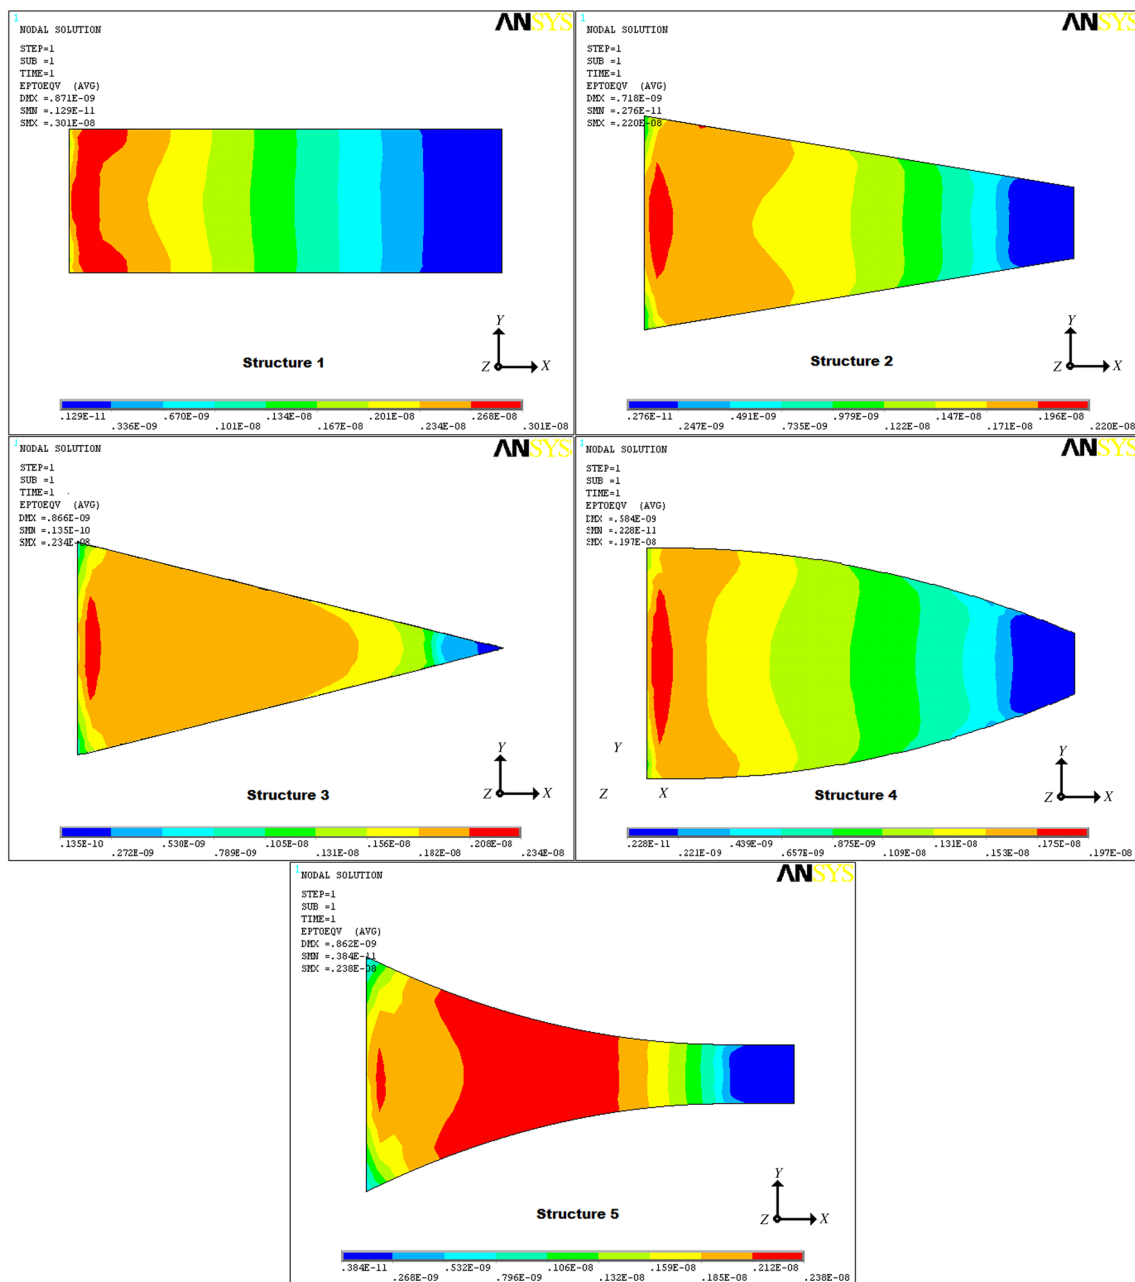 1
ANSYS
NODAL SOLUTION
STEP=1
SUB =1
TIME=1
EPTOEQV (AVG)
DMX =.871E-09
SMN =.129E-11
SMX =.301E-08
Y
Z X
Structure 1
.129E-11 .670E-09 .134E-08 .201E-08 .268E-08
.336E-09 .101E-08 .167E-08 .234E-08 .301E-08
1
ANSYS
NODAL SOLUTION
STEP=1
SUB =1
TIME=1
EPTOEQV (AVG)
DMX =.718E-09
SMN =.276E-11
SMX =.220E-08
Y
Z X
Structure 2
.276E-11 .491E-09 .979E-09 .147E-08 .196E-08
.247E-09 .735E-09 .122E-08 .171E-08 .220E-08
1
ANSYS
NODAL SOLUTION
STEP=1
SUB =1
TIME=1
EPTOEQV (AVG)
DMX =.866E-09
SMN =.135E-10
SMX =.234E-08
Y
Z X
Structure 3
.135E-10 .530E-09 .105E-08 .156E-08 .208E-08
.272E-09 .789E-09 .131E-08 .182E-08 .234E-08
1
ANSYS
NODAL SOLUTION
STEP=1
SUB =1
TIME=1
EPTOEQV (AVG)
DMX =.584E-09
SMN =.228E-11
SMX =.197E-08
Y
Z X
Y
Z X
Structure 4
.228E-11 .439E-09 .875E-09 .131E-08 .175E-08
.221E-09 .657E-09 .109E-08 .153E-08 .197E-08
1
ANSYS
NODAL SOLUTION
STEP=1
SUB =1
TIME=1
EPTOEQV (AVG)
DMX =.862E-09
SMN =.384E-11
SMX =.238E-08
Y
Z X
Structure 5
.384E-11 .532E-09 .106E-08 .159E-08 .212E-08
.268E-09 .796E-09 .132E-08 .185E-08 .238E-08